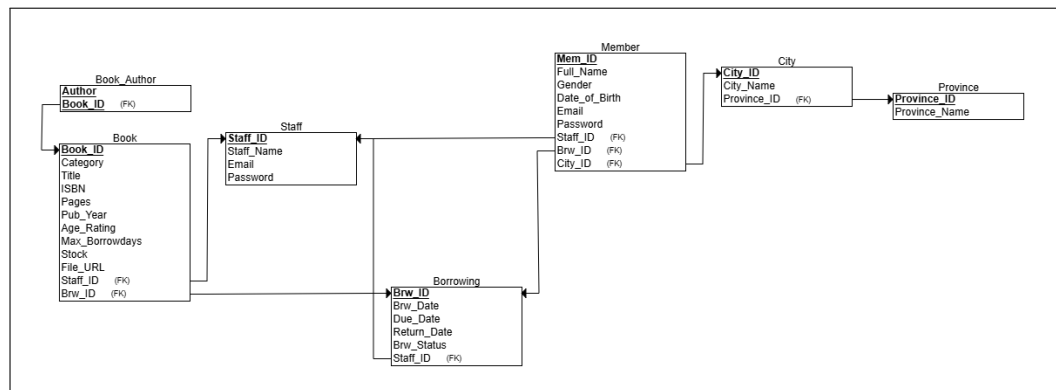 Book_Author
Author
Book_ID (FK)
Book
Book_ID
Category
Title
ISBN
Pages
Pub_Year
Age_Rating
Max_Borrowdays
Stock
File_URL
Staff_ID (FK)
Brw_ID (FK)
Staff
Staff_ID
Staff_Name
Email
Password
Borrowing
Brw_ID
Brw_Date
Due_Date
Return_Date
Brw_Status
Staff_ID (FK)
Member
Mem_ID
Full_Name
Gender
Date_of_Birth
Email
Password
Staff_ID (FK)
Brw_ID (FK)
City_ID (FK)
City
City_ID
City_Name
Province_ID (FK)
Province
Province_ID
Province_Name